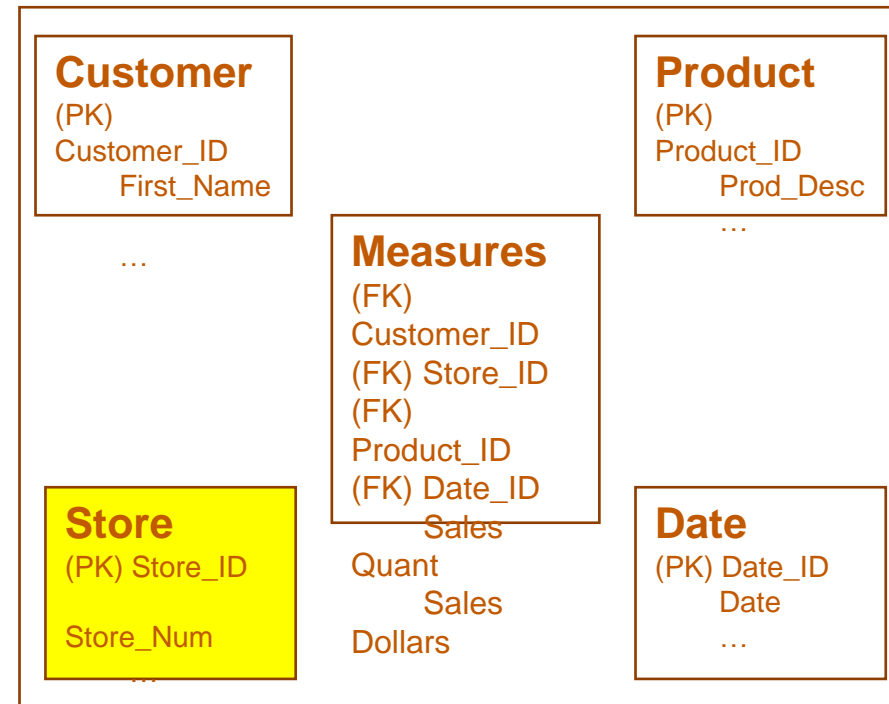 Customer
(PK)
Customer_ID
First_Name
…
Product
(PK)
Product_ID
Prod_Desc
…
Measures
(FK)
Customer_ID
(FK) Store_ID
(FK)
Product_ID
(FK) Date_ID
Sales
Quant
Sales
Dollars
Store
(PK) Store_ID
Store_Num
…
Date
(PK) Date_ID
Date
…